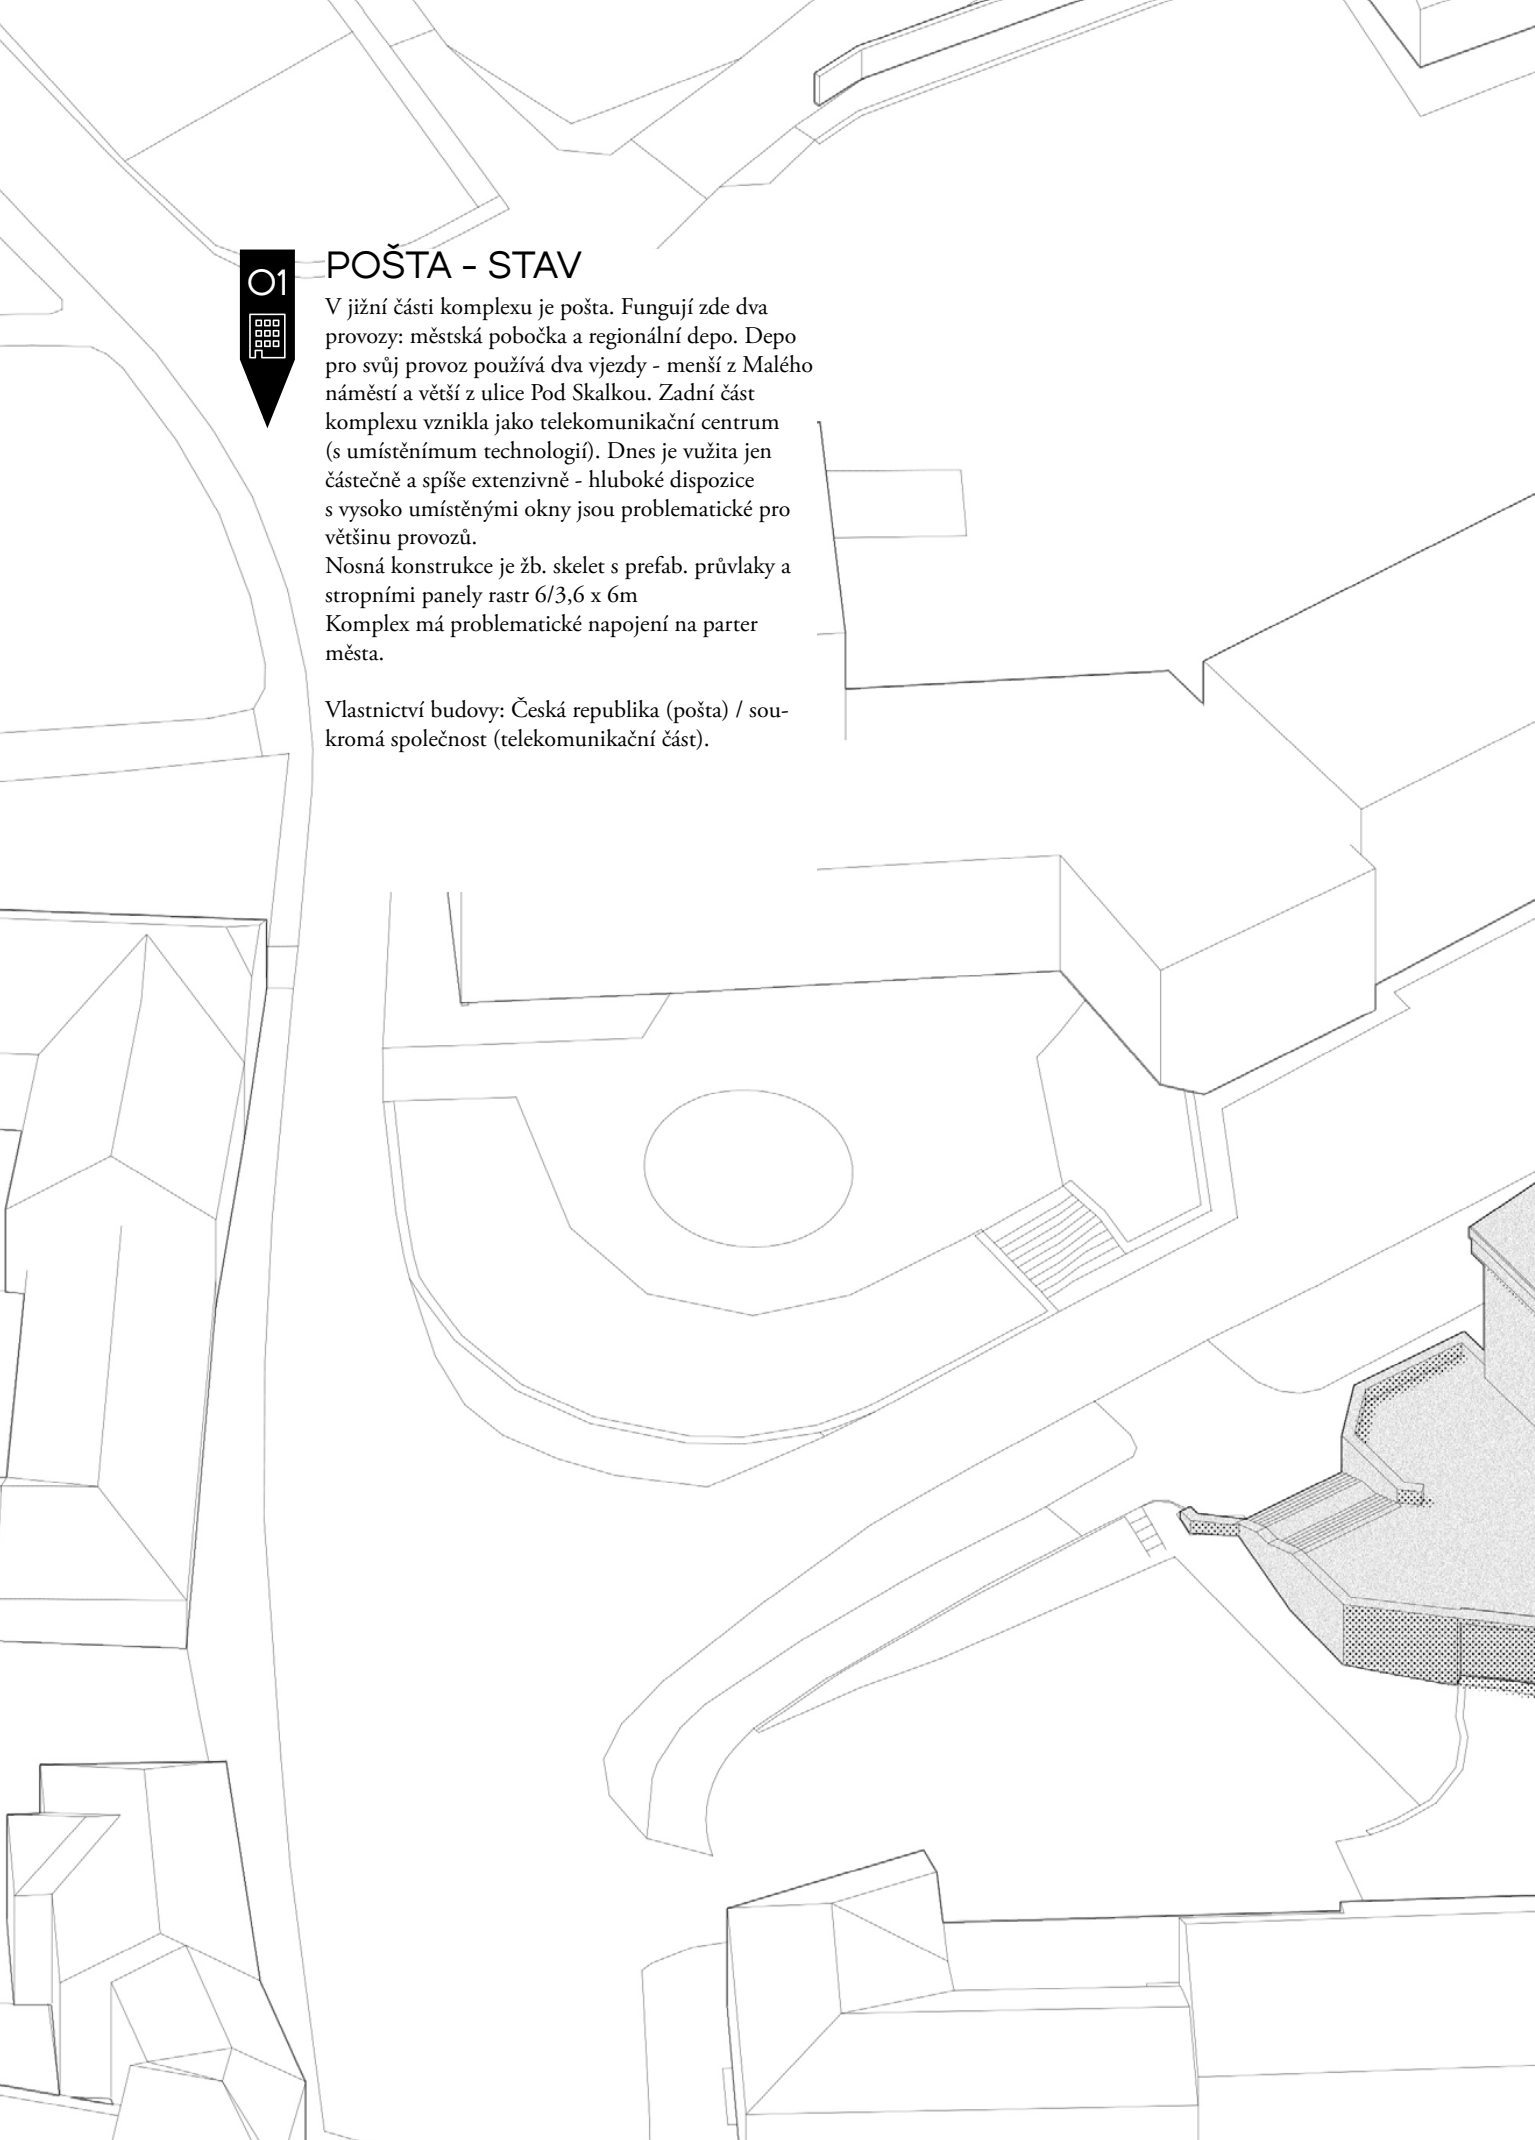 01
POŠTA - STAV
V jižní části komplexu je pošta. Fungují zde dva
provozy: městská pobočka a regionální depo. Depo
pro svůj provoz používá dva vjezdy - menší z Malého
náměstí a větší z ulice Pod Skalkou. Zadní část
komplexu vznikla jako telekomunikační centrum
(s umístěnímum technologií). Dnes je vužita jen
částečně a spíše extenzivně - hluboké dispozice
s vysoko umístěnými okny jsou problematické pro
většinu provozů.
Nosná konstrukce je žb. skelet s prefab. průvlaky a
stropními panely rastr 6/3,6 x 6m
Komplex má problematické napojení na parter
města.
Vlastnictví budovy: Česká republika (pošta) / sou-
kromá společnost (telekomunikační část).